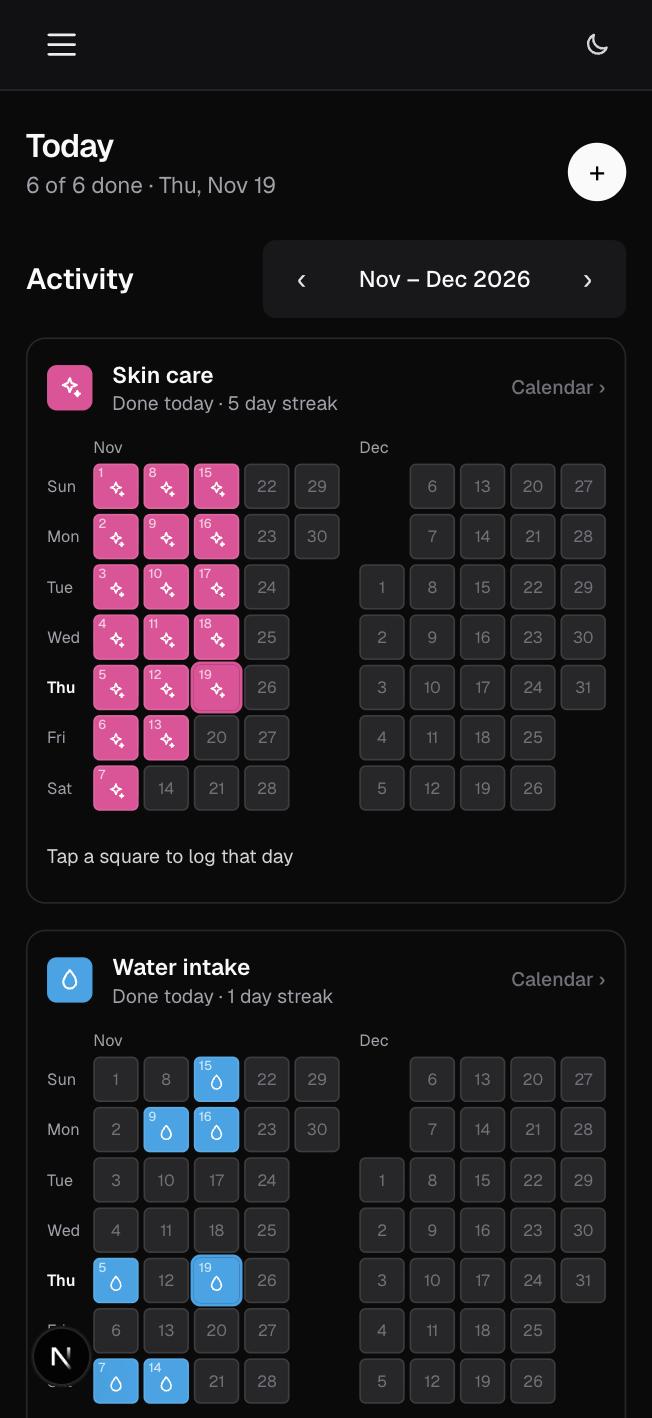 Today
6 of 6 done · Thu, Nov 19
+
Activity
‹ Nov – Dec 2026 ›
Skin care
Done today · 5 day streak
Calendar ›
Nov Dec
Sun 1 8 15 22 29 6 13 20 27
Mon 2 9 16 23 30 7 14 21 28
Tue 3 10 17 24 1 8 15 22 29
Wed 4 11 18 25 2 9 16 23 30
Thu 5 12 19 26 3 10 17 24 31
Fri 6 13 20 27 4 11 18 25
Sat 7 14 21 28 5 12 19 26
Tap a square to log that day
Water intake
Done today · 1 day streak
Calendar ›
Nov Dec
Sun 1 8 15 22 29 6 13 20 27
Mon 2 9 16 23 30 7 14 21 28
Tue 3 10 17 24 1 8 15 22 29
Wed 4 11 18 25 2 9 16 23 30
Thu 5 12 19 26 3 10 17 24 31
6 13 20 27 4 11 18 25
N
7 14 21 28 5 12 19 26